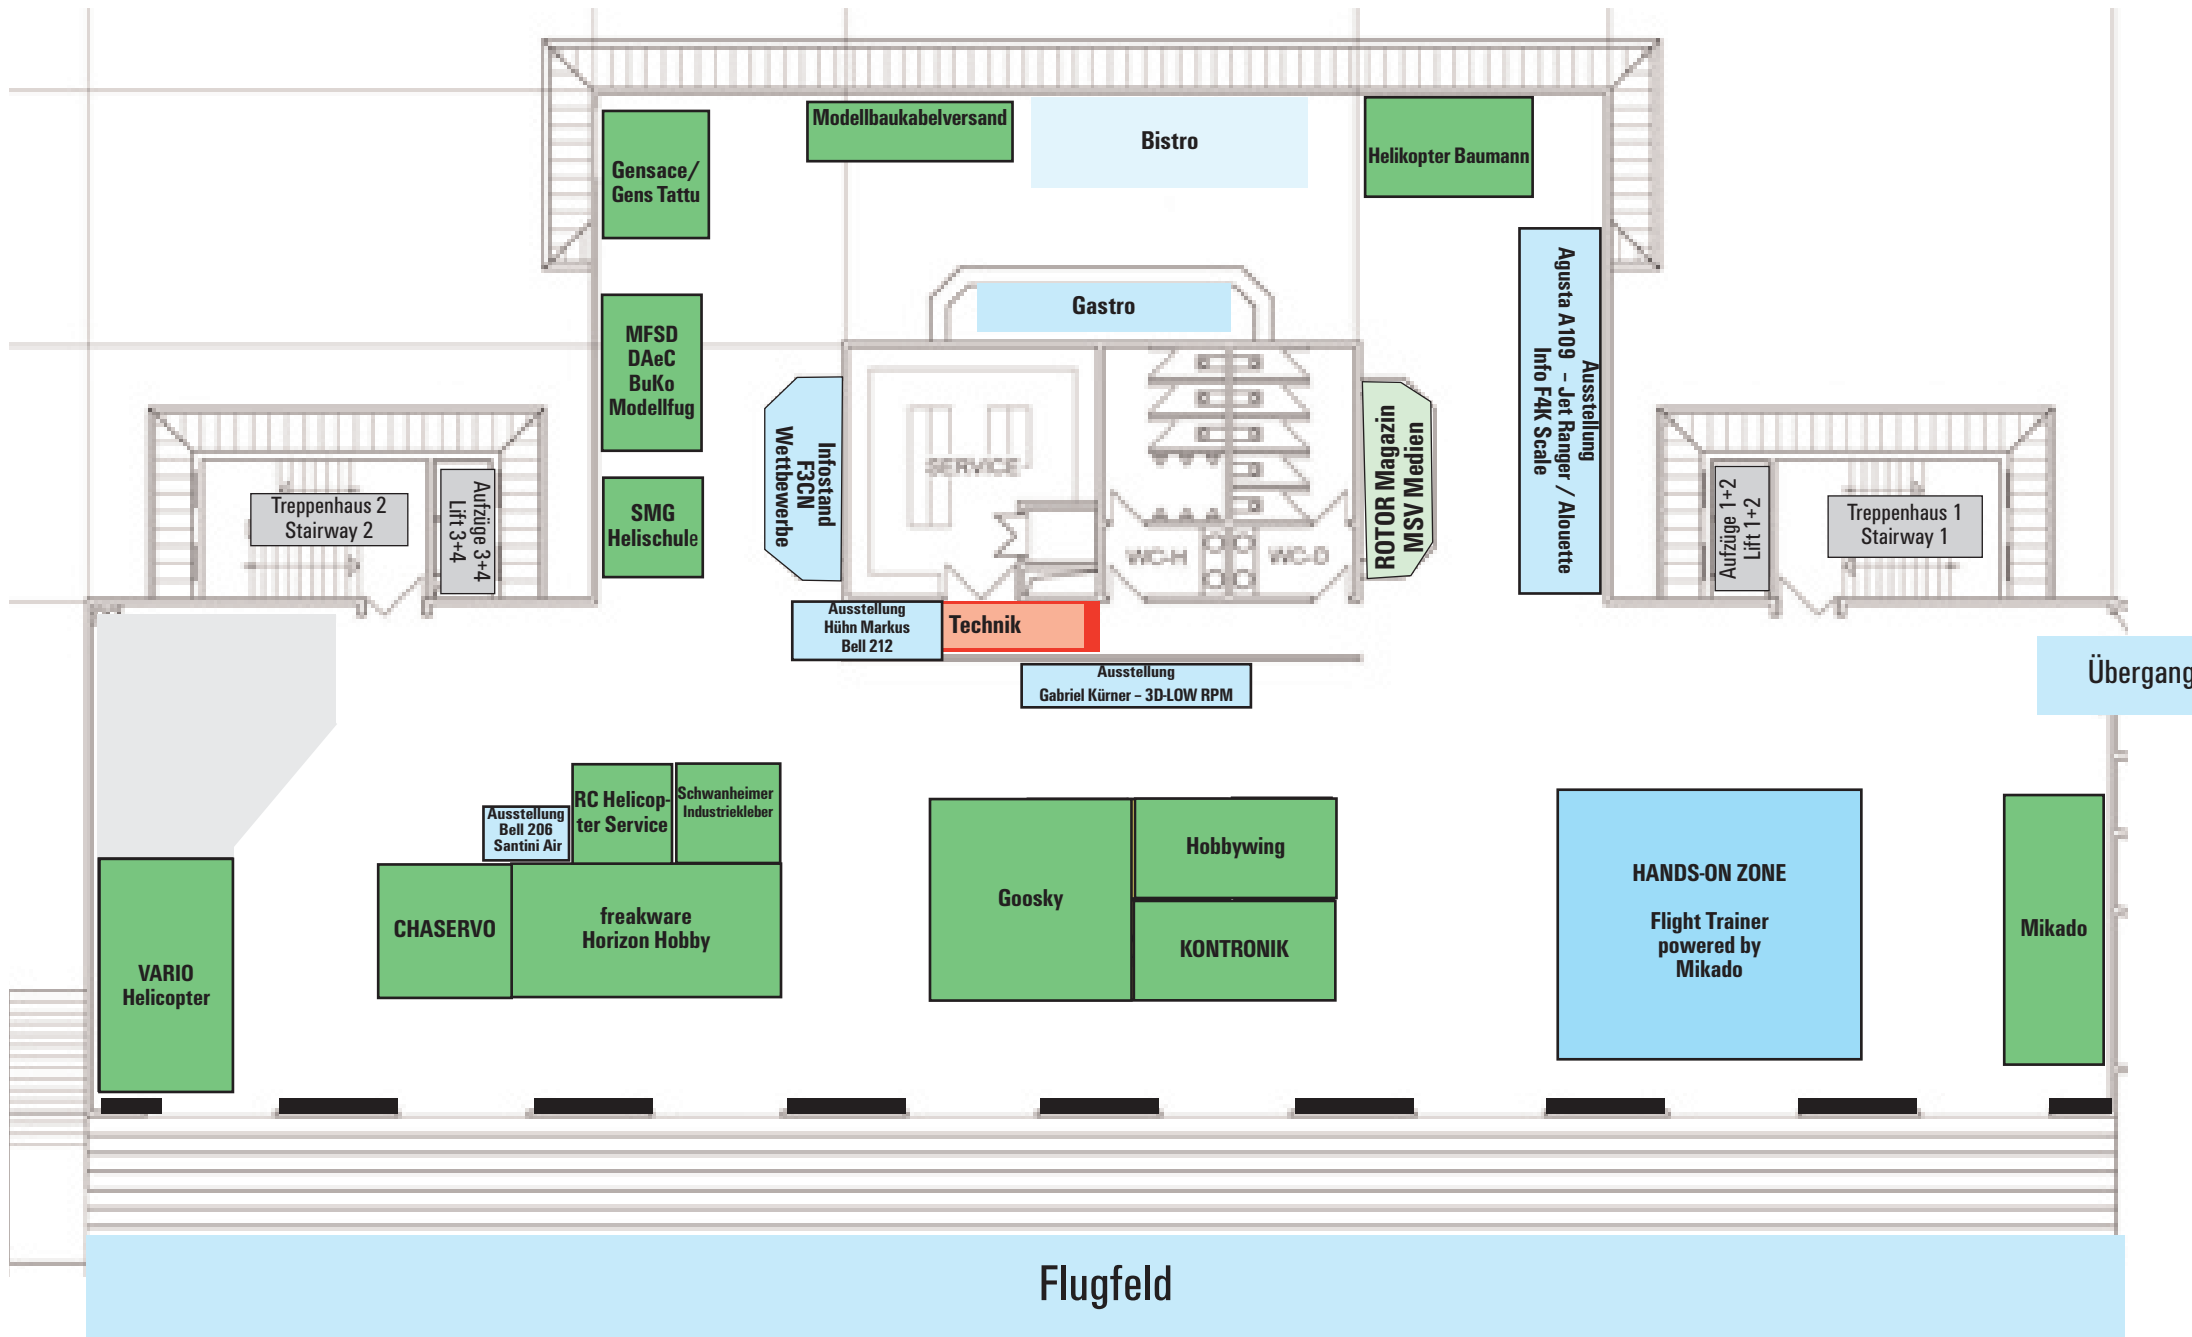 Modellbaukabelversand
Bistro
Helikopter Baumann
Gensace/
Gens Tattu
Gastro
MFSD
DAeC
BuKo
Modellfug
Infostand
F3CN
Wettbewerbe
SERVICE
WC-H
WC-D
ROTOR Magazin
MSV Medien
Ausstellung
Agusta A109 – Jet Ranger / Alouette
Info F4K Scale
Treppenhaus 2
Stairway 2
Aufzüge 3+4
Lift 3+4
SMG
Helischule
Aufzüge 1+2
Lift 1+2
Treppenhaus 1
Stairway 1
Ausstellung
Hühn Markus
Bell 212
Technik
Ausstellung
Gabriel Kürner – 3D-LOW RPM
Übergang
Ausstellung
Bell 206
Santini Air
RC Helicop-
ter Service
Schwanheimer
Industriekleber
VARIO
Helicopter
CHASERVO
freakware
Horizon Hobby
Goosky
Hobbywing
KONTRONIK
HANDS-ON ZONE
Flight Trainer
powered by
Mikado
Mikado
Flugfeld